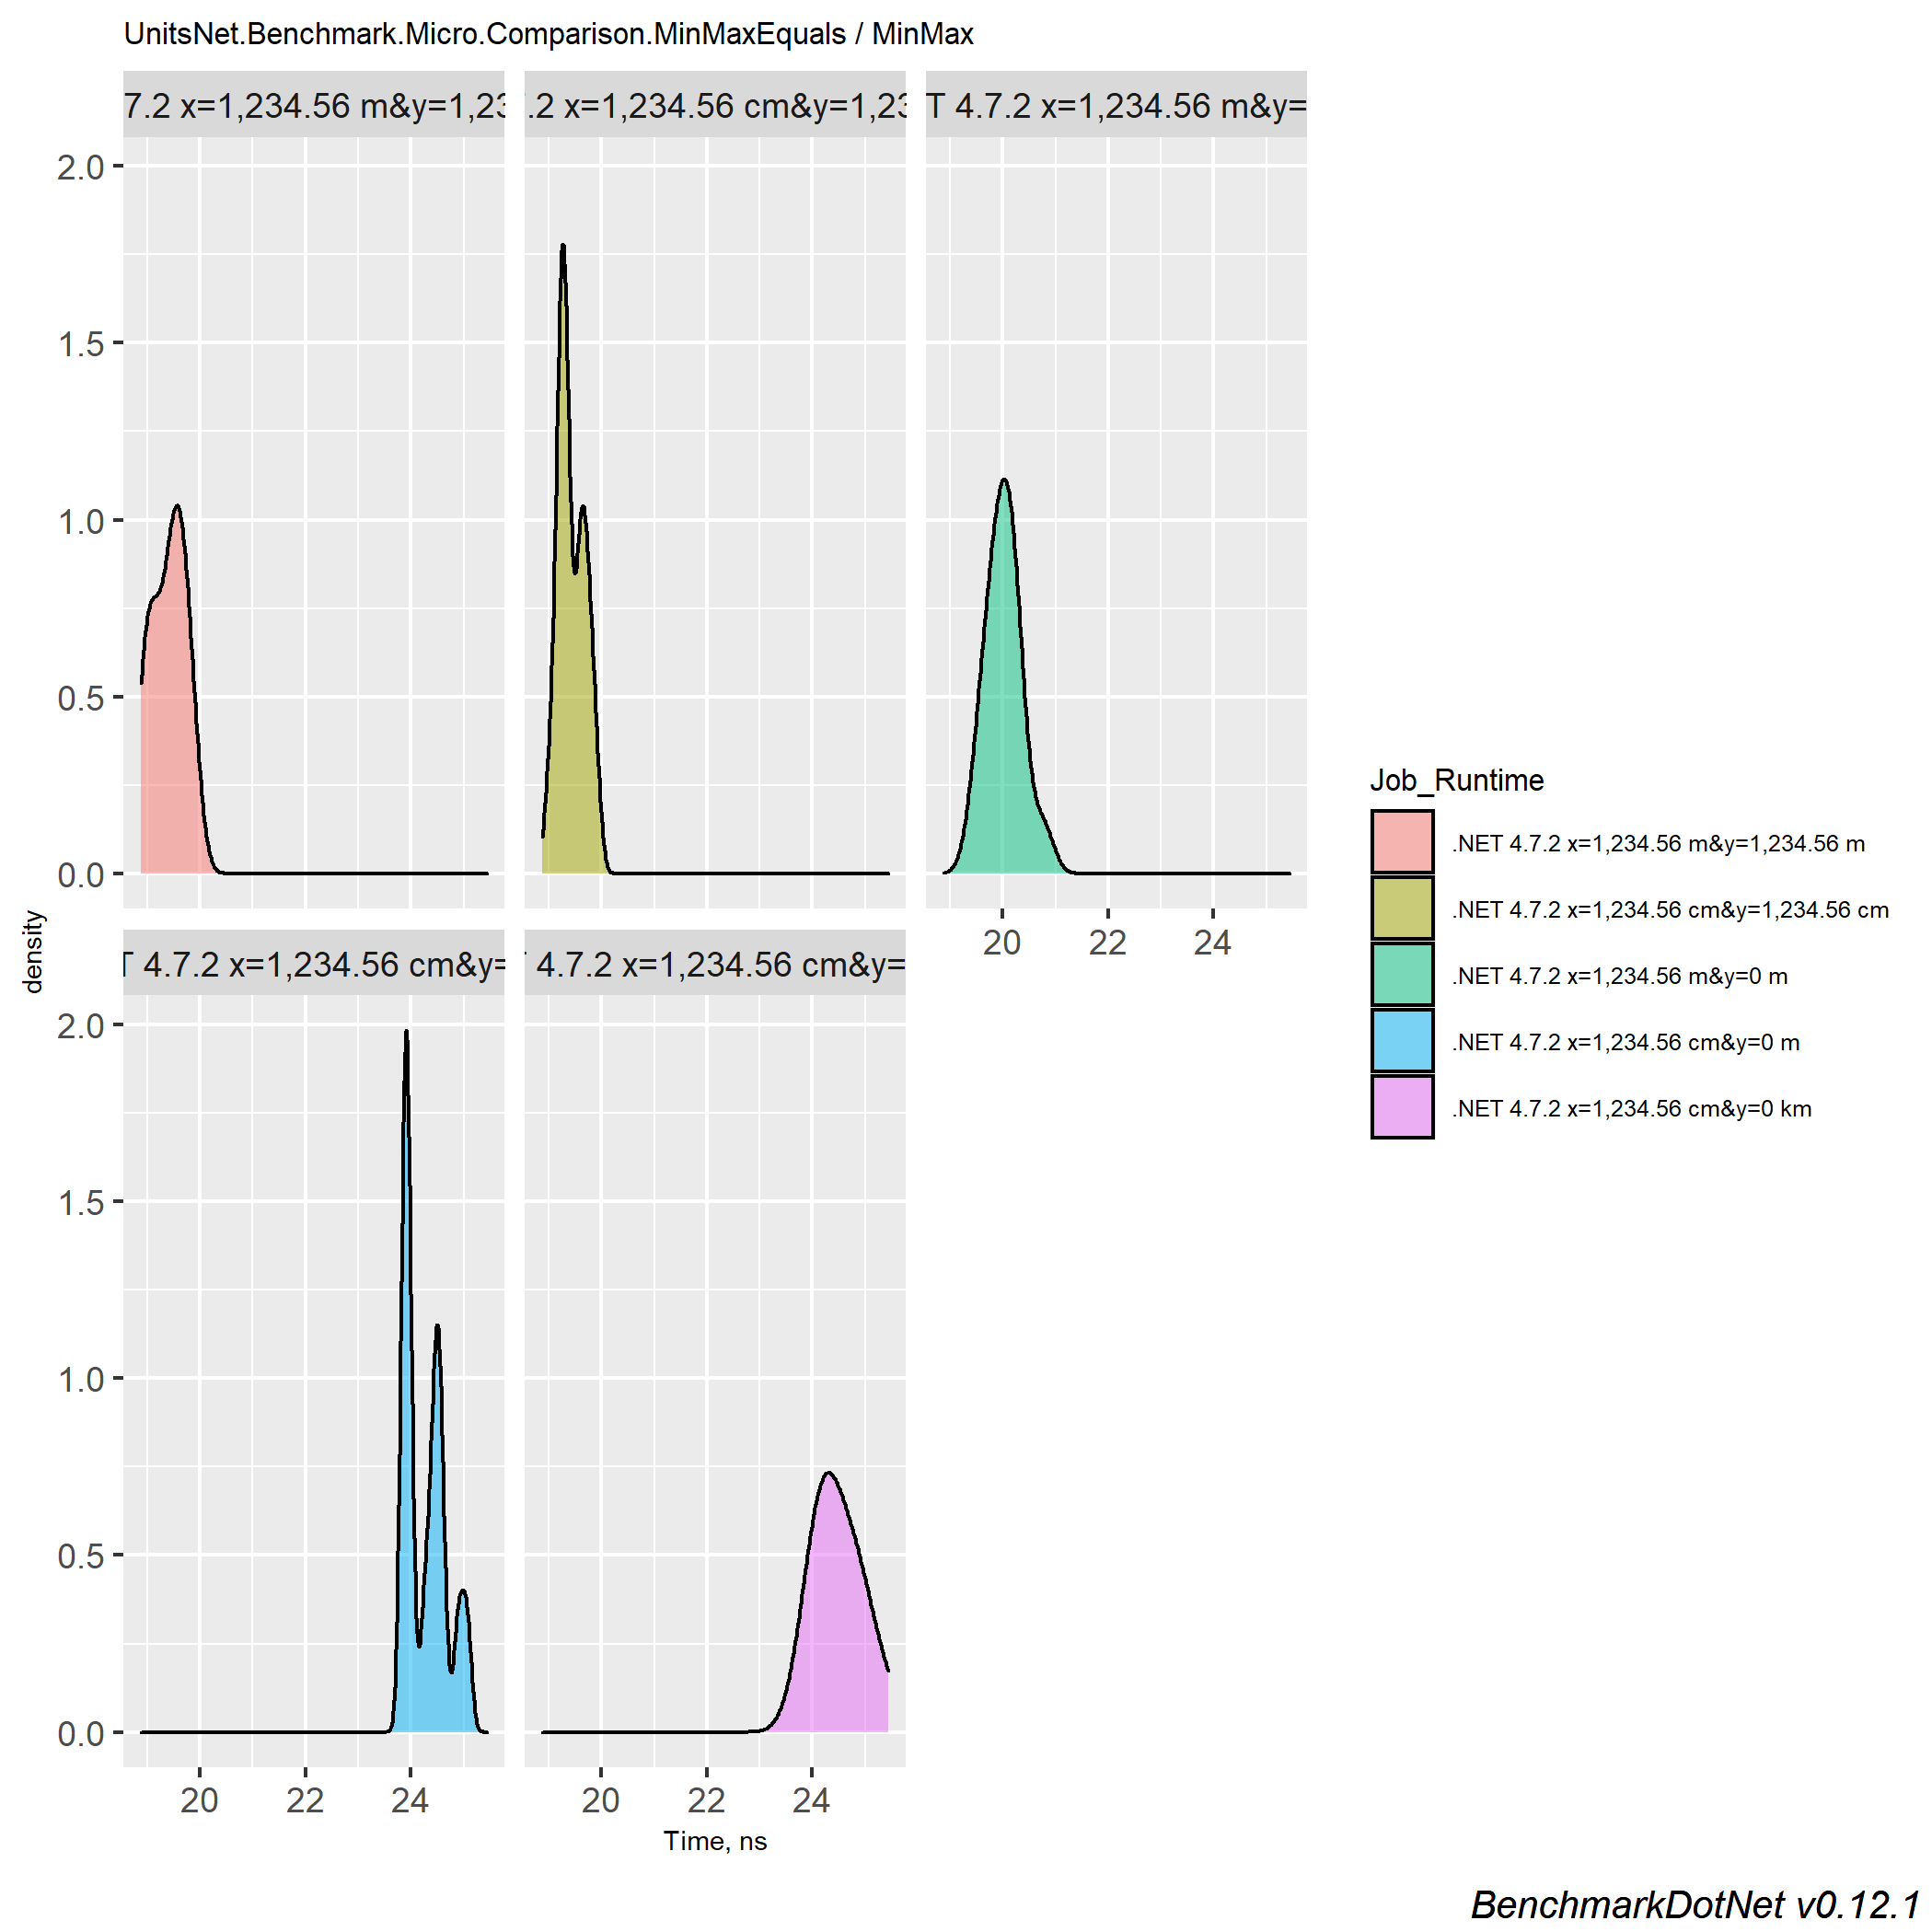 UnitsNet.Benchmark.Micro.Comparison.MinMaxEquals / MinMax
7.2 x=1,234.56 m&y=1,23
.2 x=1,234.56 cm&y=1,23
T 4.7.2 x=1,234.56 m&y=
2.0
1.5
1.0
0.5
0.0
20 22 24
density
T 4.7.2 x=1,234.56 cm&y=
4.7.2 x=1,234.56 cm&y=
2.0
1.5
1.0
0.5
0.0
20 22 24
20 22 24
Time, ns
Job_Runtime
.NET 4.7.2 x=1,234.56 m&y=1,234.56 m
.NET 4.7.2 x=1,234.56 cm&y=1,234.56 cm
.NET 4.7.2 x=1,234.56 m&y=0 m
.NET 4.7.2 x=1,234.56 cm&y=0 m
.NET 4.7.2 x=1,234.56 cm&y=0 km
BenchmarkDotNet v0.12.1